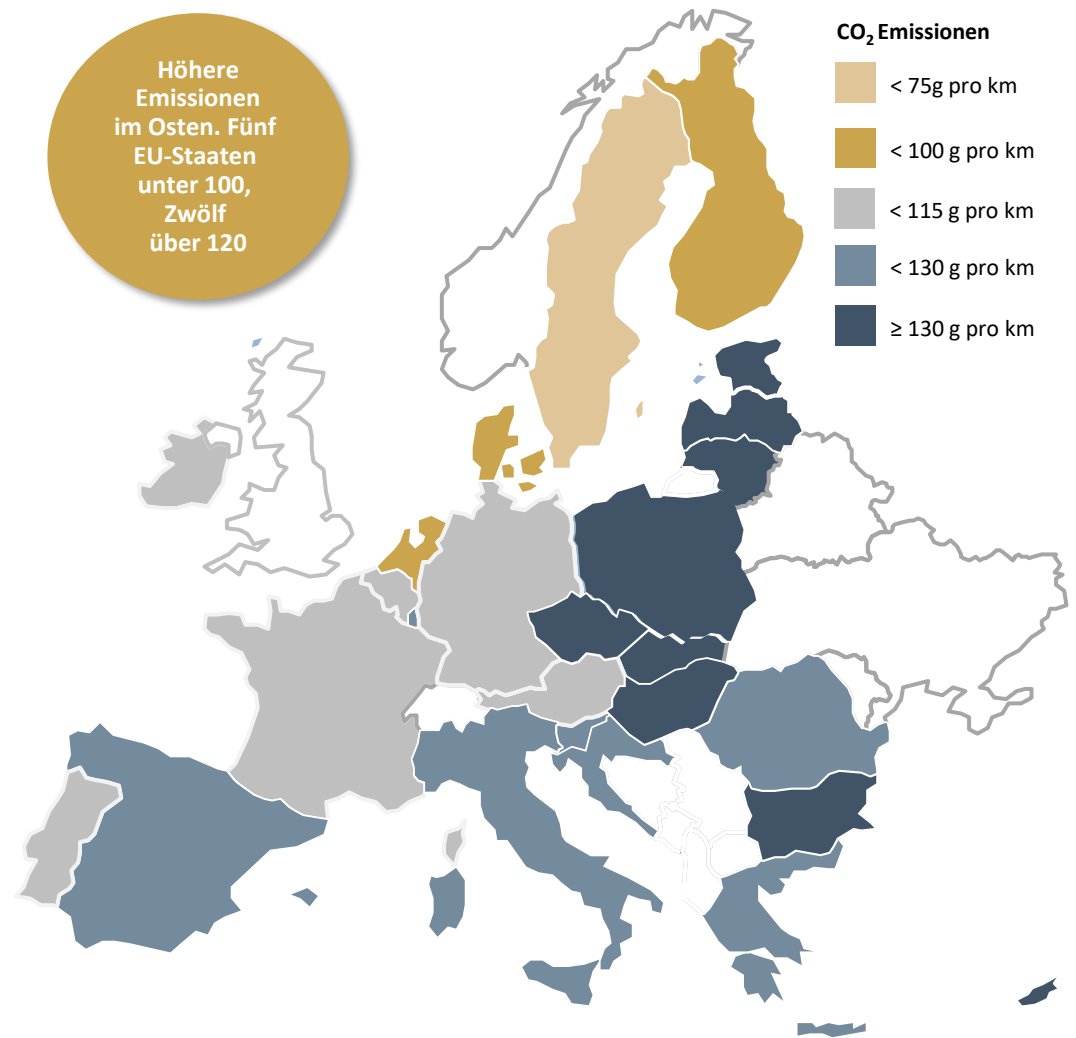 Höhere
Emissionen
im Osten. Fünf
EU-Staaten
unter 100,
Zwölf
über 120
CO₂ Emissionen
< 75g pro km
< 100 g pro km
< 115 g pro km
< 130 g pro km
≥ 130 g pro km